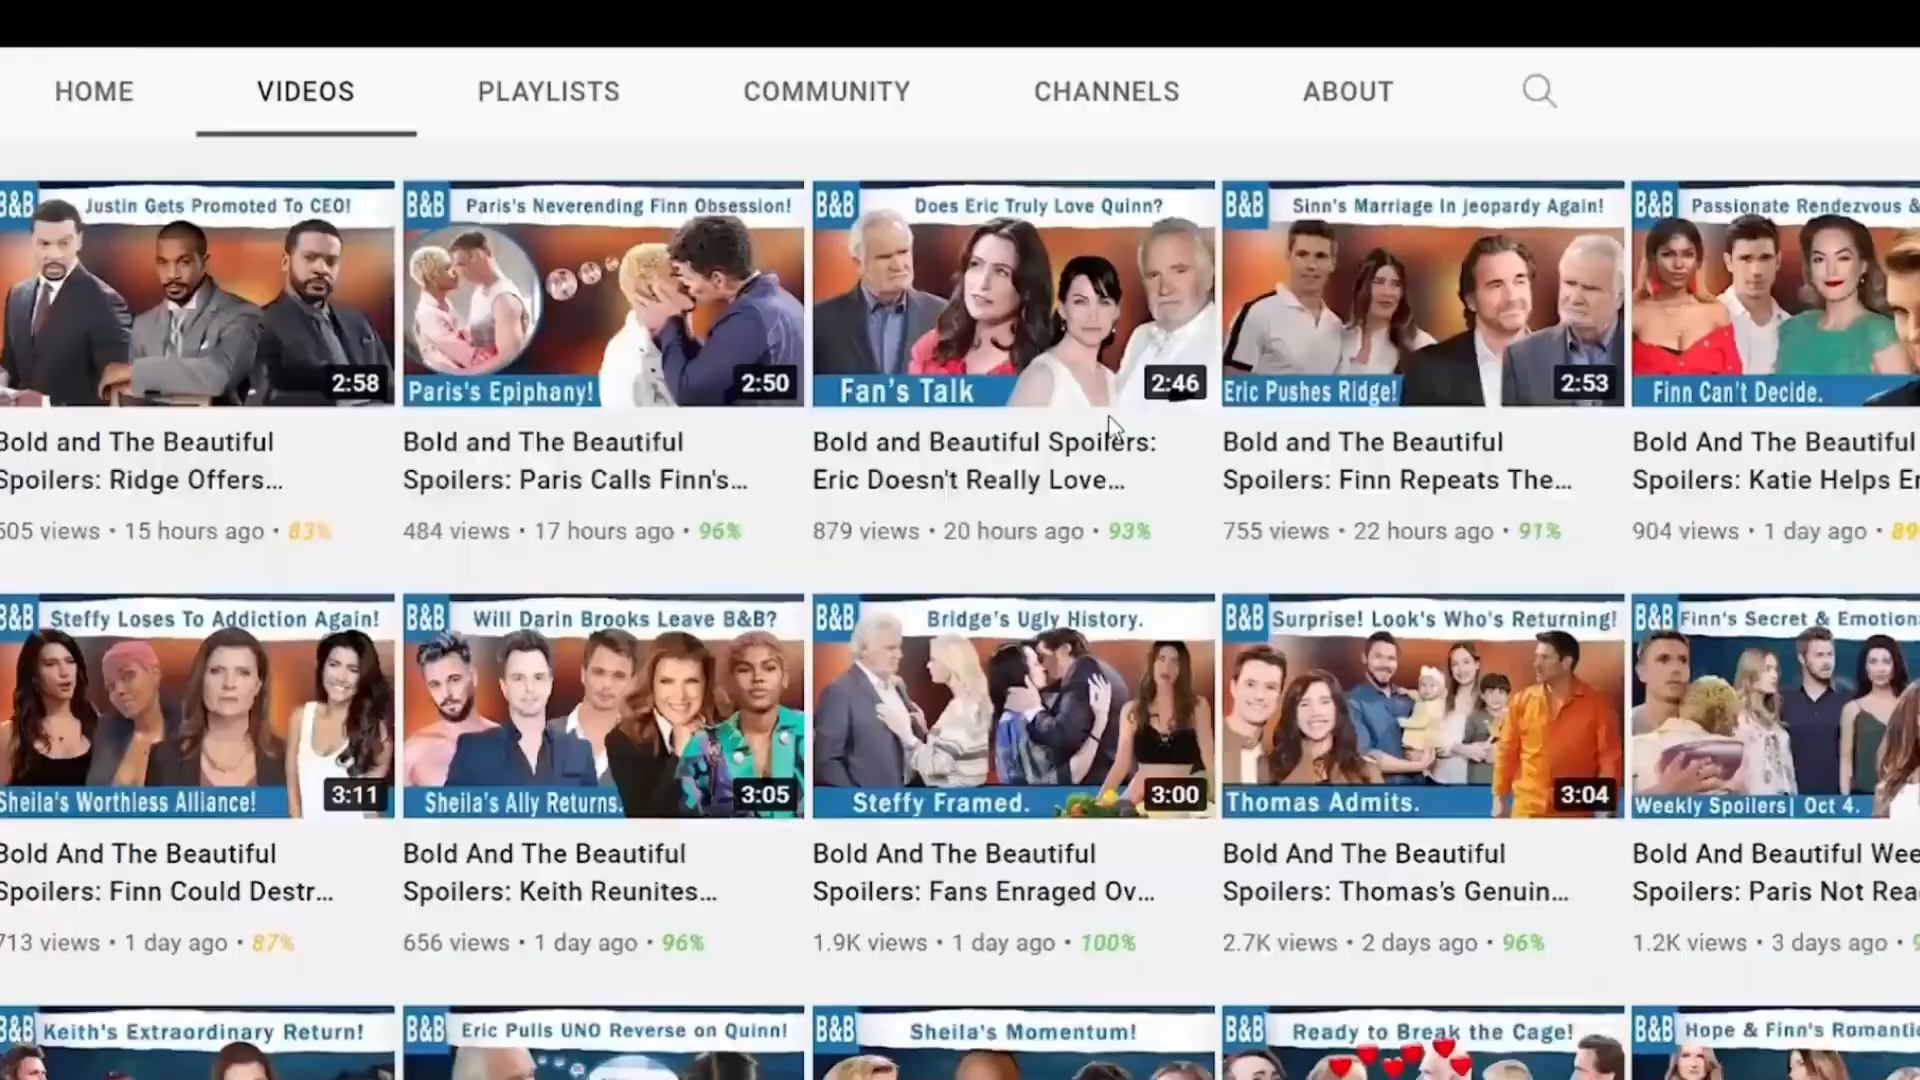 HOME VIDEOS PLAYLISTS COMMUNITY CHANNELS ABOUT
B&B Justin Gets Promoted To CEO!
2:58
Bold and The Beautiful
Spoilers: Ridge Offers...
505 views • 15 hours ago • 83%
B&B Paris's Neverending Finn Obsession!
Paris's Epiphany!
2:50
Bold and The Beautiful
Spoilers: Paris Calls Finn's...
484 views • 17 hours ago • 96%
B&B Does Eric Truly Love Quinn?
Fan's Talk
2:46
Bold and Beautiful Spoilers:
Eric Doesn't Really Love...
879 views • 20 hours ago • 93%
B&B Sinn's Marriage In jeopardy Again!
Eric Pushes Ridge!
2:53
Bold and The Beautiful
Spoilers: Finn Repeats The...
755 views • 22 hours ago • 91%
B&B Passionate Rendezvous &
Finn Can't Decide.
Bold And The Beautiful
Spoilers: Katie Helps Er
904 views • 1 day ago • 89
B&B Steffy Loses To Addiction Again!
Sheila's Worthless Alliance!
3:11
Bold And The Beautiful
Spoilers: Finn Could Destr...
713 views • 1 day ago • 87%
B&B Will Darin Brooks Leave B&B?
Sheila's Ally Returns.
3:05
Bold And The Beautiful
Spoilers: Keith Reunites...
656 views • 1 day ago • 96%
B&B Bridge's Ugly History.
Steffy Framed.
3:00
Bold And The Beautiful
Spoilers: Fans Enraged Ov...
1.9K views • 1 day ago • 100%
B&B Surprise! Look's Who's Returning!
Thomas Admits.
3:04
Bold And The Beautiful
Spoilers: Thomas's Genuin...
2.7K views • 2 days ago • 96%
B&B Finn's Secret & Emotion
Weekly Spoilers| Oct 4.
Bold And Beautiful Wee
Spoilers: Paris Not Rea
1.2K views • 3 days ago •
B&B Keith's Extraordinary Return!
B&B Eric Pulls UNO Reverse on Quinn!
B&B Sheila's Momentum!
B&B Ready to Break the Cage!
B&B Hope & Finn's Romantic